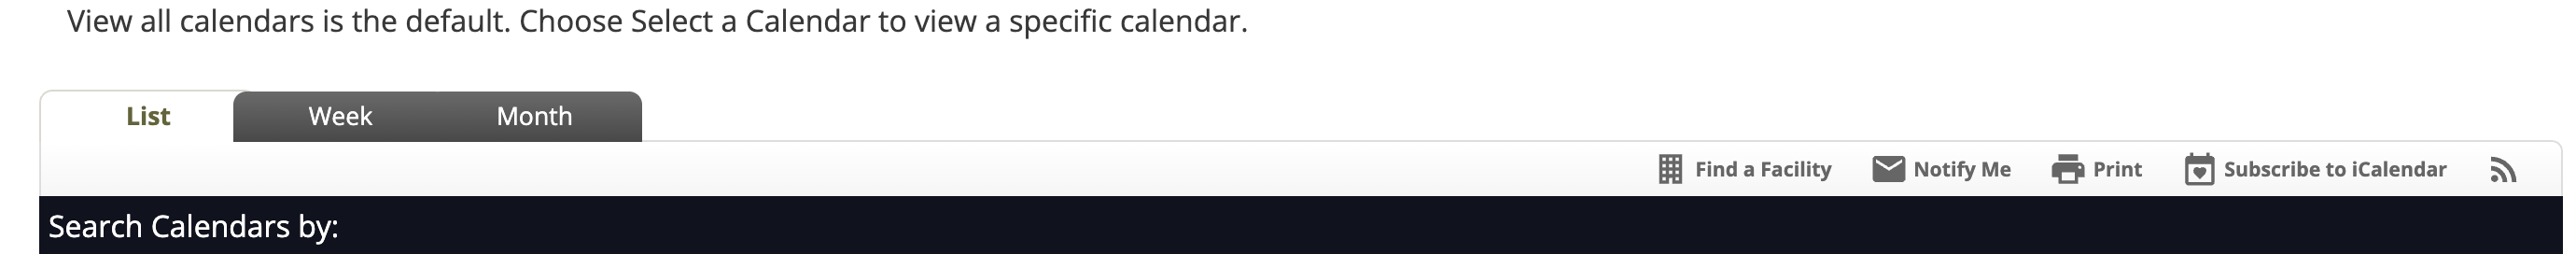 View all calendars is the default. Choose Select a Calendar to view a specific calendar.
List Week Month
Find a Facility Notify Me Print Subscribe to iCalendar
Search Calendars by: